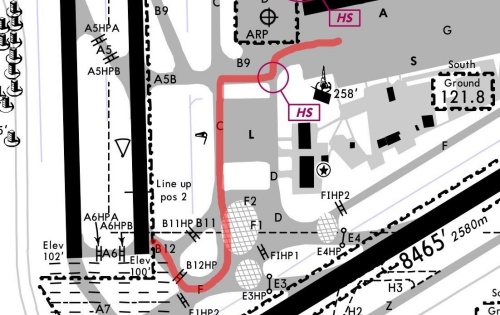 B9
C
D
HS
A
G
A5HPA
A5
A5HPB
ARP
B9
A5B
S
South
Ground
121.8
HS
258'
C
L
D
F
Line up
pos 2
F1HP2
F2
D
A6HPA
A6HPB
B11HP
B11
F1
Elev
102'
A6
Elev
100'
B12
B12HP
F1HP1
E4
E4HP
8465' 2580m
F
E3
E3HP
H3
A7
F1HP2
H2
Z